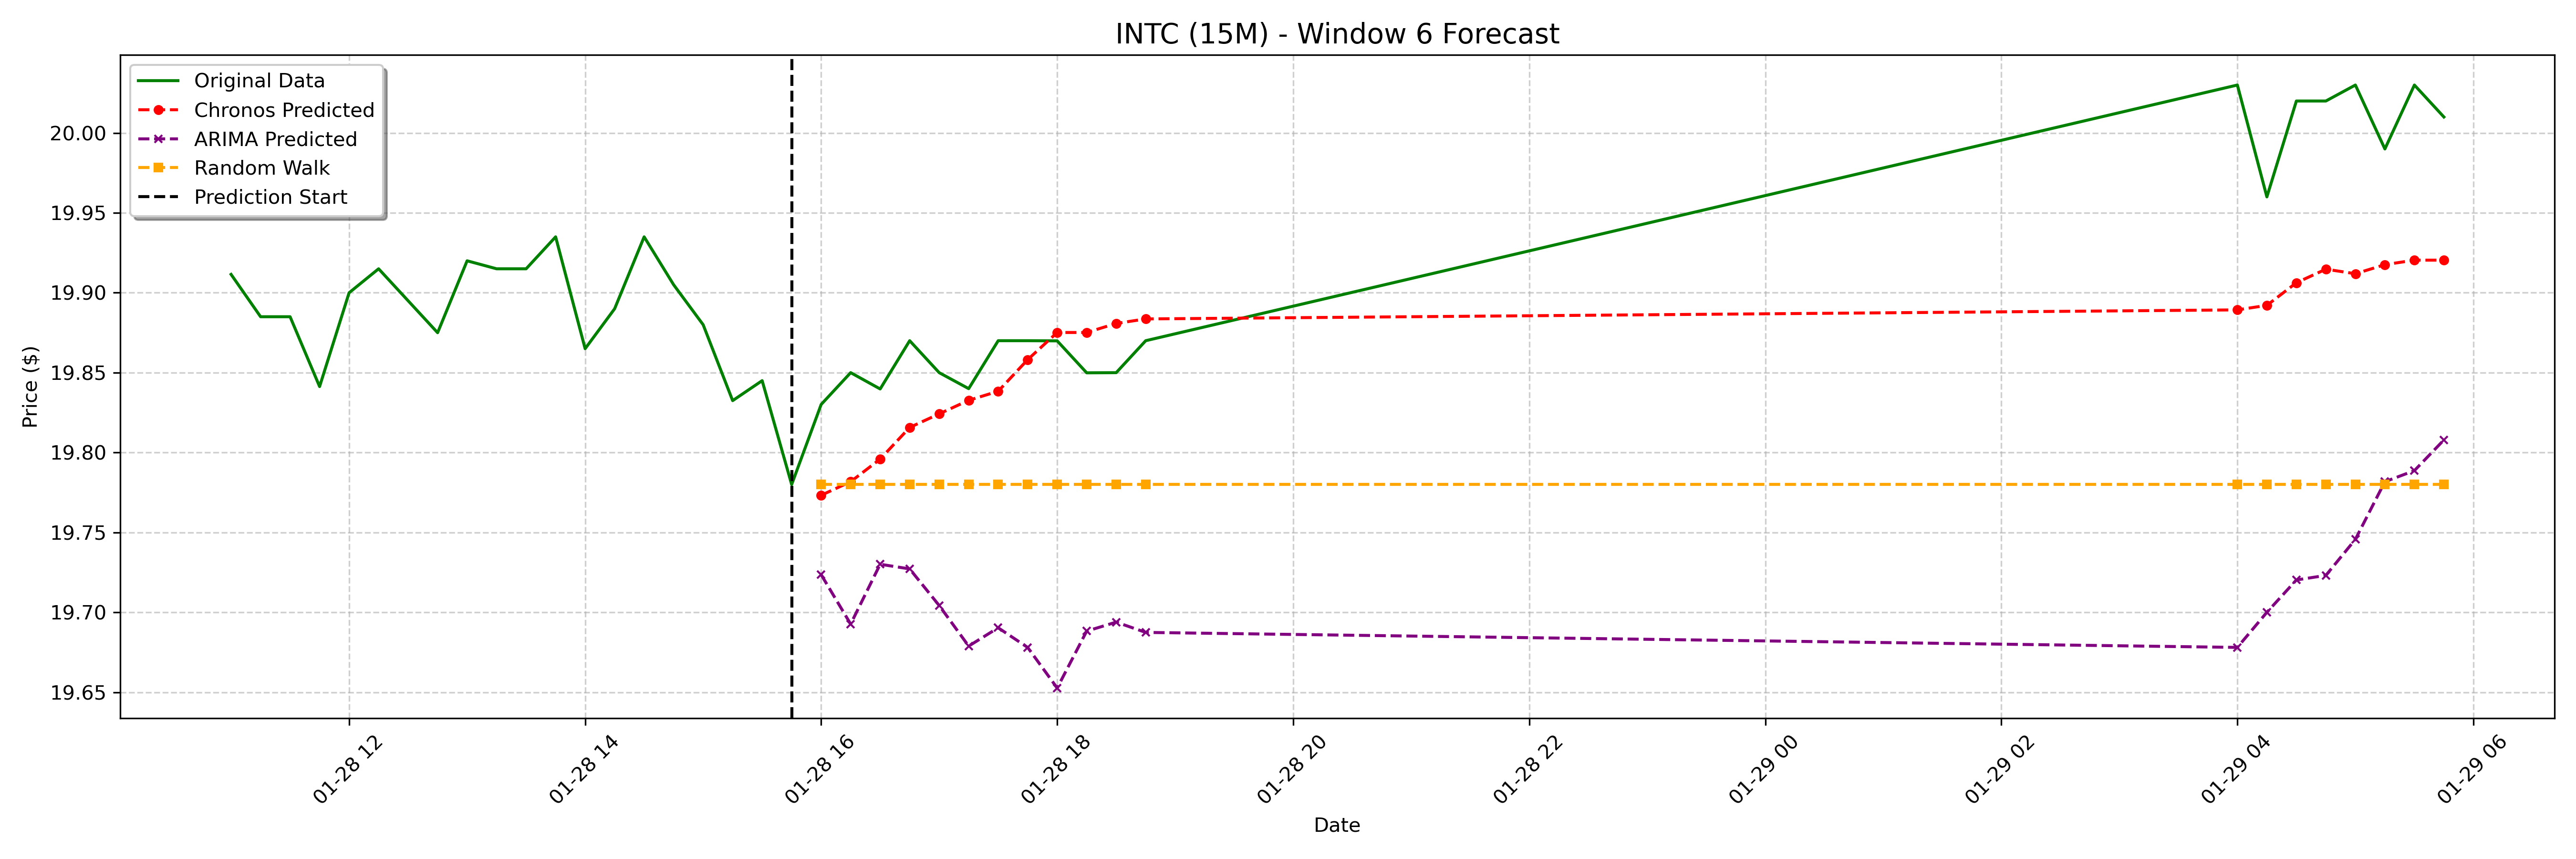 INTC (15M) - Window 6 Forecast
Original Data
Chronos Predicted
ARIMA Predicted
Random Walk
Prediction Start
Price ($)
20.00
19.95
19.90
19.85
19.80
19.75
19.70
19.65
01-28 12
01-28 14
01-28 16
01-28 18
01-28 20
01-28 22
01-29 00
01-29 02
01-29 04
01-29 06
Date